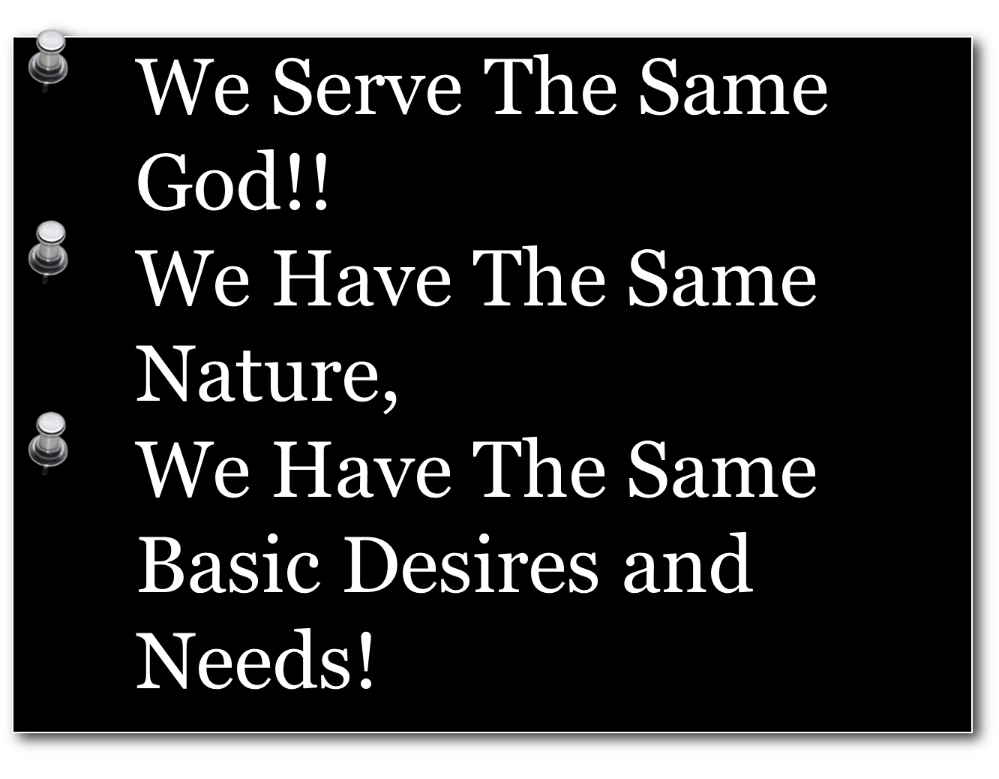 We Serve The Same
God!!
We Have The Same
Nature,
We Have The Same
Basic Desires and
Needs!